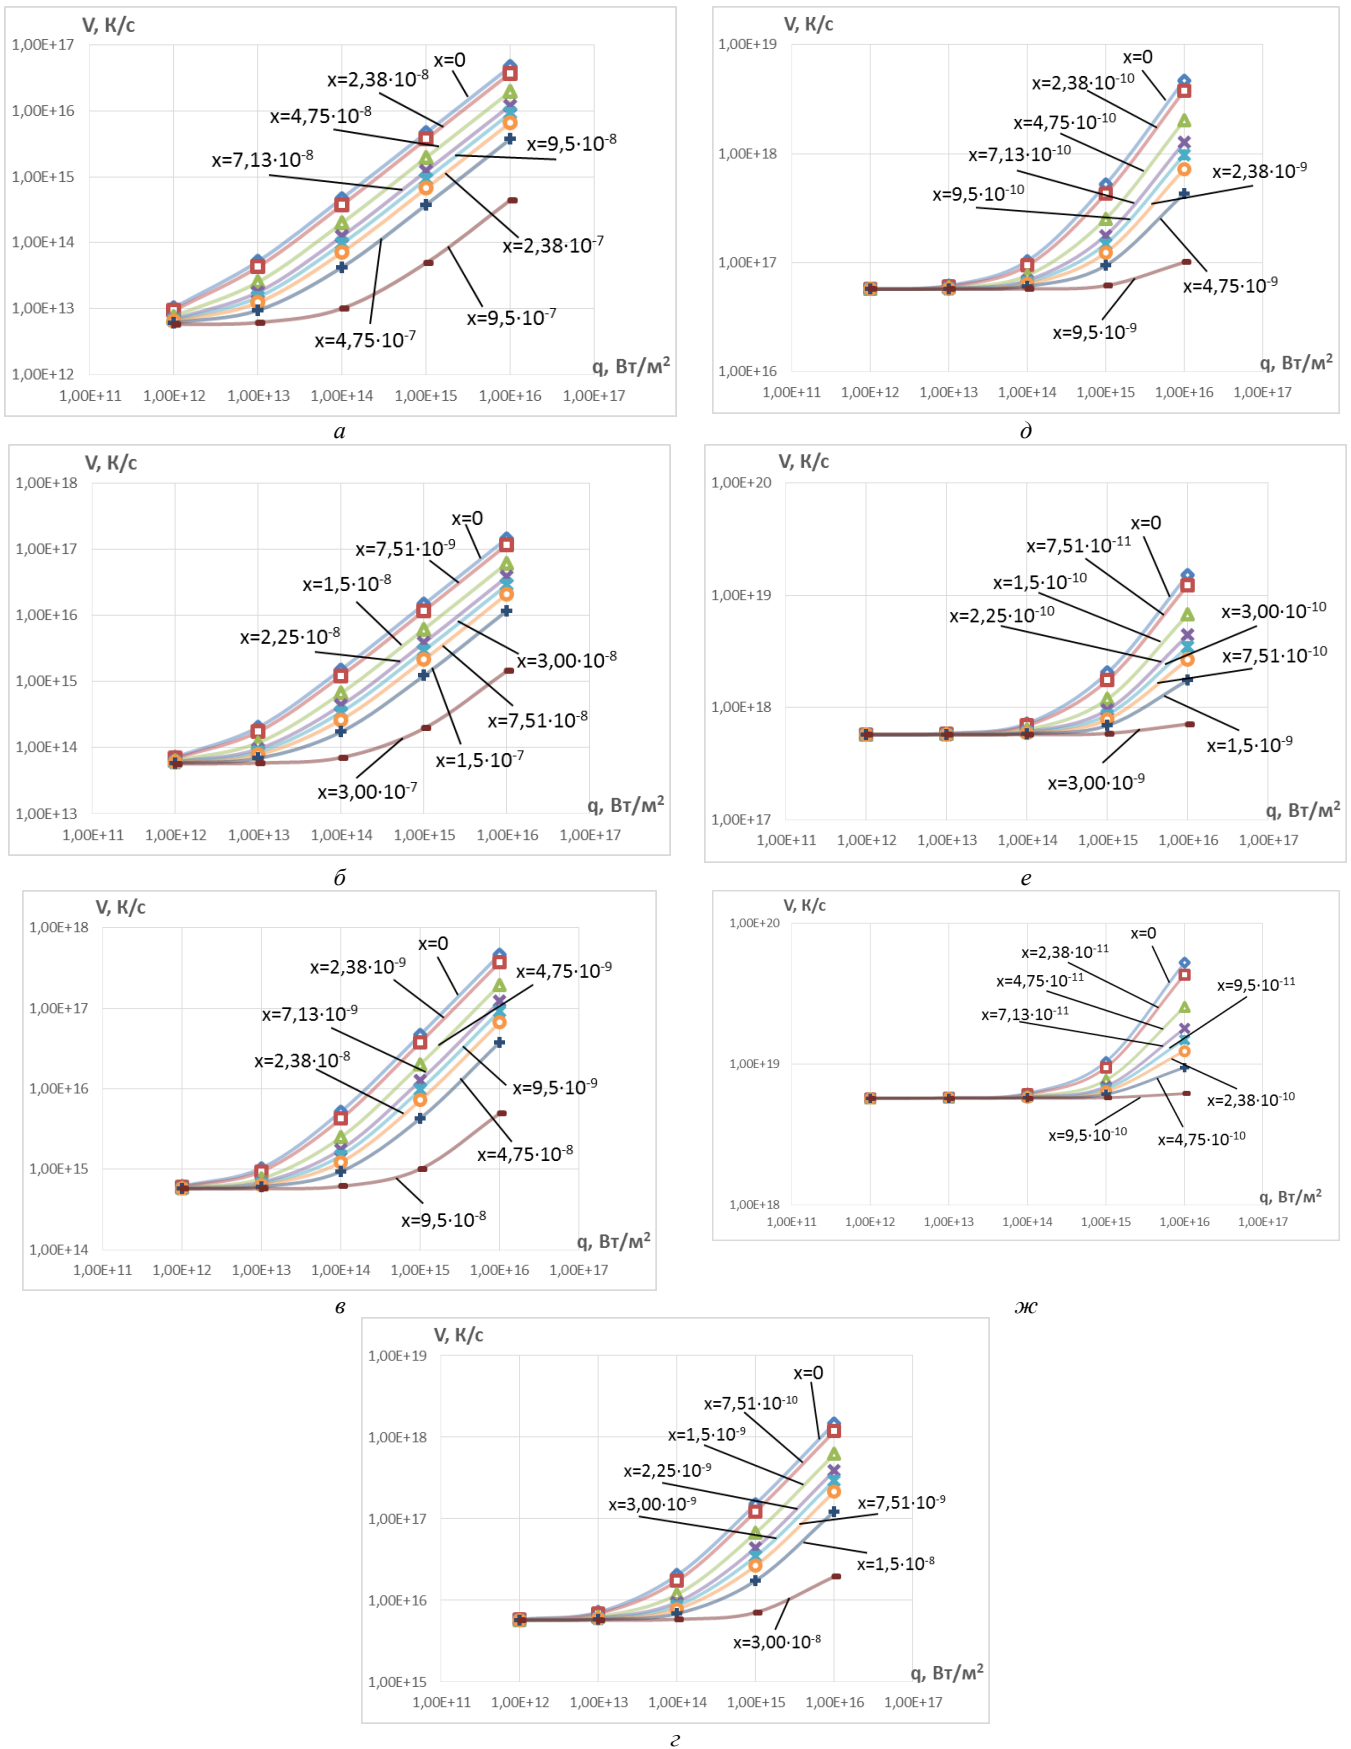 V, К/с
1,00E+17
1,00E+16
1,00E+15
1,00E+14
1,00E+13
1,00E+12
x=0
x=2,38·10⁻⁸
x=4,75·10⁻⁸
x=7,13·10⁻⁸
x=9,5·10⁻⁸
x=2,38·10⁻⁷
x=9,5·10⁻⁷
x=4,75·10⁻⁷
q, Вт/м²
1,00E+11 1,00E+12 1,00E+13 1,00E+14 1,00E+15 1,00E+16 1,00E+17
а
V, К/с
1,00E+19
1,00E+18
1,00E+17
1,00E+16
x=0
x=2,38·10⁻¹⁰
x=4,75·10⁻¹⁰
x=7,13·10⁻¹⁰
x=2,38·10⁻⁹
x=9,5·10⁻¹⁰
x=4,75·10⁻⁹
x=9,5·10⁻⁹
q, Вт/м²
1,00E+11 1,00E+12 1,00E+13 1,00E+14 1,00E+15 1,00E+16 1,00E+17
д
V, К/с
1,00E+18
1,00E+17
1,00E+16
1,00E+15
1,00E+14
1,00E+13
x=0
x=7,51·10⁻⁹
x=1,5·10⁻⁸
x=2,25·10⁻⁸
x=3,00·10⁻⁸
x=7,51·10⁻⁸
x=1,5·10⁻⁷
x=3,00·10⁻⁷
q, Вт/м²
1,00E+11 1,00E+12 1,00E+13 1,00E+14 1,00E+15 1,00E+16 1,00E+17
б
V, К/с
1,00E+20
1,00E+19
1,00E+18
1,00E+17
x=0
x=7,51·10⁻¹¹
x=1,5·10⁻¹⁰
x=2,25·10⁻¹⁰
x=3,00·10⁻¹⁰
x=7,51·10⁻¹⁰
x=1,5·10⁻⁹
x=3,00·10⁻⁹
q, Вт/м²
1,00E+11 1,00E+12 1,00E+13 1,00E+14 1,00E+15 1,00E+16 1,00E+17
е
V, К/с
1,00E+18
1,00E+17
1,00E+16
1,00E+15
1,00E+14
x=0
x=2,38·10⁻⁹
x=4,75·10⁻⁹
x=7,13·10⁻⁹
x=2,38·10⁻⁸
x=9,5·10⁻⁹
x=4,75·10⁻⁸
x=9,5·10⁻⁸
q, Вт/м²
1,00E+11 1,00E+12 1,00E+13 1,00E+14 1,00E+15 1,00E+16 1,00E+17
в
V, К/с
1,00E+20
1,00E+19
1,00E+18
x=0
x=2,38·10⁻¹¹
x=4,75·10⁻¹¹
x=9,5·10⁻¹¹
x=7,13·10⁻¹¹
x=2,38·10⁻¹⁰
x=9,5·10⁻¹⁰
x=4,75·10⁻¹⁰
q, Вт/м²
1,00E+11 1,00E+12 1,00E+13 1,00E+14 1,00E+15 1,00E+16 1,00E+17
ж
V, К/с
1,00E+19
1,00E+18
1,00E+17
1,00E+16
1,00E+15
x=0
x=7,51·10⁻¹⁰
x=1,5·10⁻⁹
x=2,25·10⁻⁹
x=3,00·10⁻⁹
x=7,51·10⁻⁹
x=1,5·10⁻⁸
x=3,00·10⁻⁸
q, Вт/м²
1,00E+11 1,00E+12 1,00E+13 1,00E+14 1,00E+15 1,00E+16 1,00E+17
г